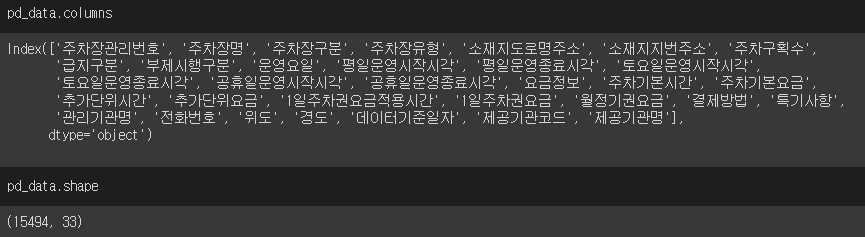 pd_data.columns
Index(['주차장관리번호', '주차장명', '주차장구분', '주차장유형', '소재지도로명주소', '소재지지번주소', '주차구획수',
'급지구분', '부제시행구분', '운영요일', '평일운영시작시각', '평일운영종료시각', '토요일운영시작시각',
'토요일운영종료시각', '공휴일운영시작시각', '공휴일운영종료시각', '요금정보', '주차기본시간', '주차기본요금',
'추가단위시간', '추가단위요금', '1일주차권요금적용시간', '1일주차권요금', '월정기권요금', '결제방법', '특기사항',
'관리기관명', '전화번호', '위도', '경도', '데이터기준일자', '제공기관코드', '제공기관명'],
dtype='object')
pd_data.shape
(15494, 33)